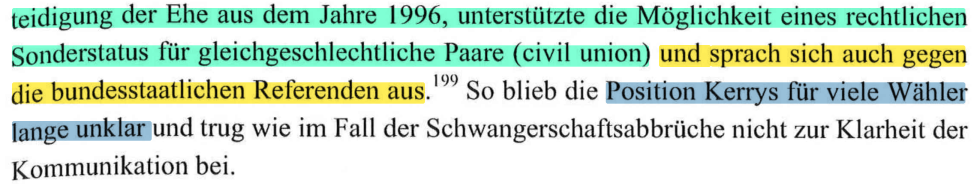 teidigung der Ehe aus dem Jahre 1996, unterstützte die Möglichkeit eines rechtlichen
Sonderstatus für gleichgeschlechtliche Paare (civil union) und sprach sich auch gegen
die bundesstaatlichen Referenden aus.199 So blieb die Position Kerrys für viele Wähler
lange unklar und trug wie im Fall der Schwangerschaftsabbrüche nicht zur Klarheit der
Kommunikation bei.